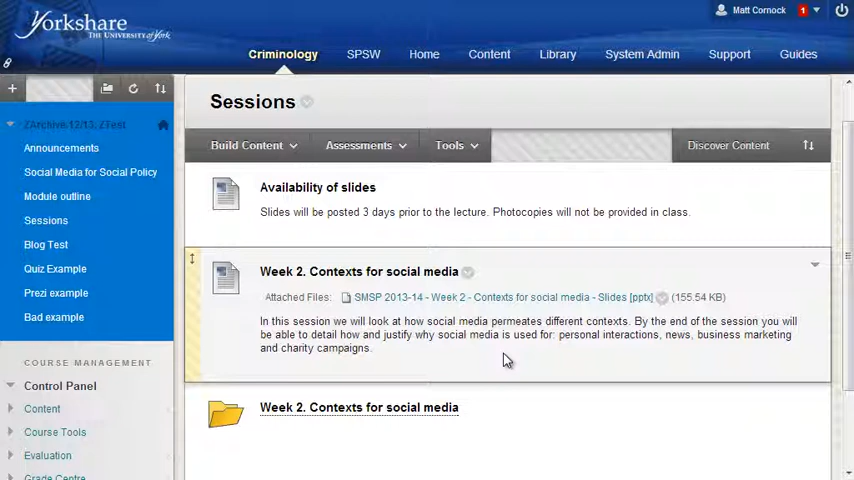 Yorkshare
THE UNIVERSITY of York
Matt Cornock 1
Criminology SPSW Home Content Library System Admin Support Guides
ZArchive 12/13: ZTest
Announcements
Social Media for Social Policy
Module outline
Sessions
Blog Test
Quiz Example
Prezi example
Bad example
COURSE MANAGEMENT
Control Panel
Content
Course Tools
Evaluation
Grade Centre
Sessions
Build Content Assessments Tools Discover Content
Availability of slides
Slides will be posted 3 days prior to the lecture. Photocopies will not be provided in class.
Week 2. Contexts for social media
Attached Files: SMSP 2013-14 - Week 2 - Contexts for social media - Slides [pptx] (155.54 KB)
In this session we will look at how social media permeates different contexts. By the end of the session you will
be able to detail how and justify why social media is used for: personal interactions, news, business marketing
and charity campaigns.
Week 2. Contexts for social media